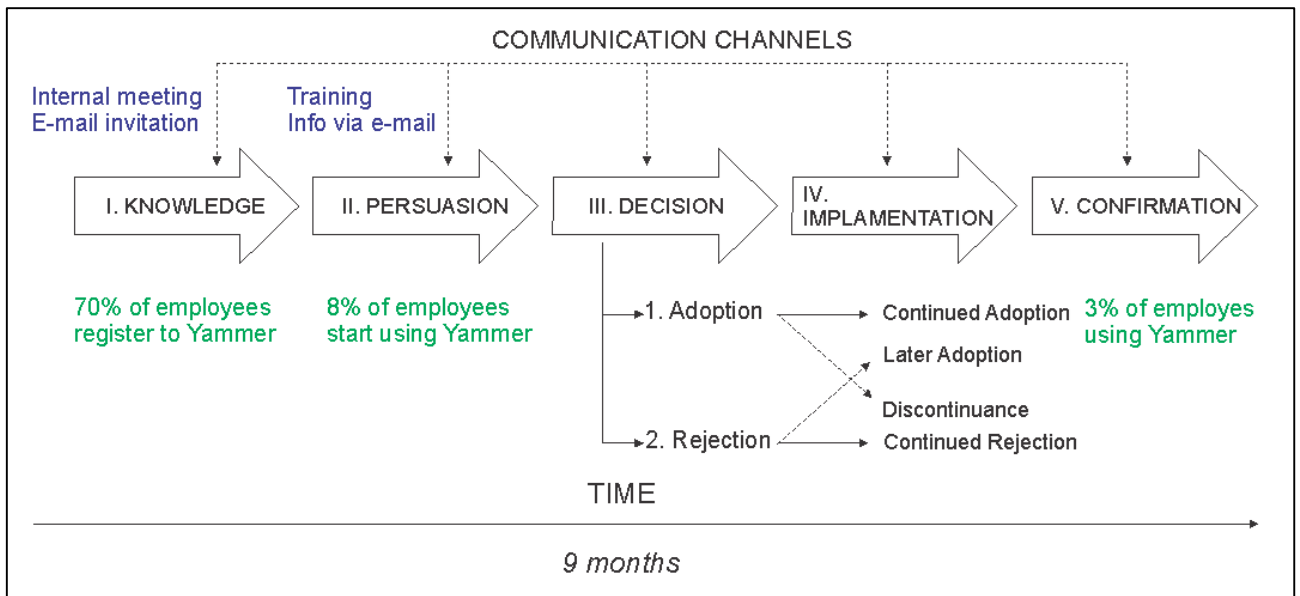 COMMUNICATION CHANNELS
Internal meeting
E-mail invitation
Training
Info via e-mail
I. KNOWLEDGE
II. PERSUASION
III. DECISION
IV.
IMPLAMENTATION
V. CONFIRMATION
70% of employees
register to Yammer
8% of employees
start using Yammer
1. Adoption
2. Rejection
Continued Adoption
Later Adoption
Discontinuance
Continued Rejection
3% of employes
using Yammer
TIME
9 months